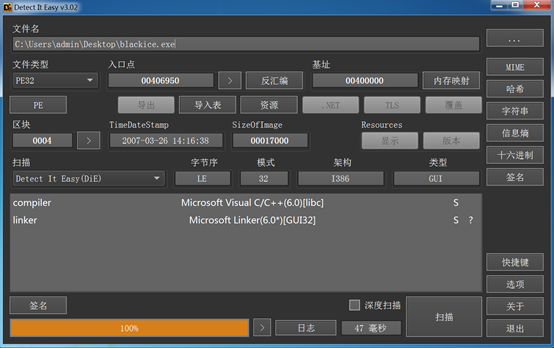 Detect It Easy v3.02
文件名
C:\Users\admin\Desktop\blackice.exe
...
文件类型 入口点 基址
PE32 00406950 > 反汇编 00400000 内存映射
MIME
PE 导出 导入表 资源 .NET TLS 覆盖
哈希
字符串
区块 TimeDateStamp SizeOfImage Resources
0004 > 2007-03-26 14:16:38 00017000 显示 版本
信息熵
十六进制
扫描 字节序 模式 架构 类型
Detect It Easy(DiE) LE 32 I386 GUI
签名
compiler Microsoft Visual C/C++(6.0)[libc] S
linker Microsoft Linker(6.0*)[GUI32] S ?
快捷键
选项
签名 深度扫描 扫描
关于
100% > 日志 47 毫秒
退出